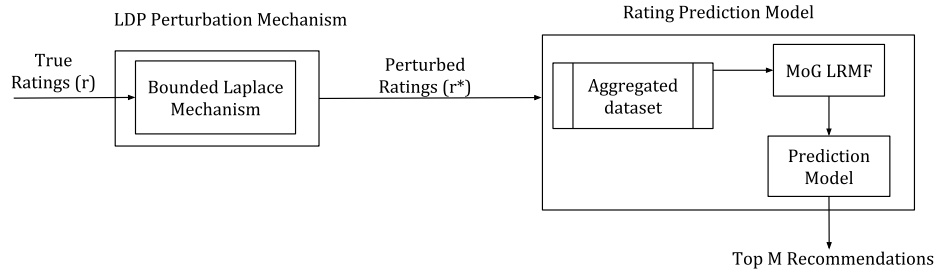 LDP Perturbation Mechanism
Rating Prediction Model
True
Ratings (r)
Bounded Laplace
Mechanism
Perturbed
Ratings (r*)
Aggregated
dataset
MoG LRMF
Prediction
Model
Top M Recommendations